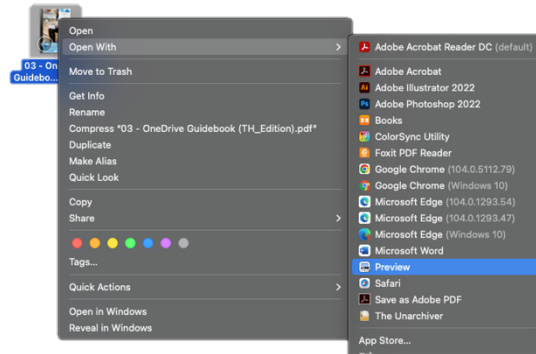 03 - On
Guidebo...
Open
Open With
Move to Trash
Get Info
Rename
Compress "03 - OneDrive Guidebook (TH_Edition).pdf"
Duplicate
Make Alias
Quick Look
Copy
Share
Tags...
Quick Actions
Open in Windows
Reveal in Windows
Adobe Acrobat Reader DC (default)
Adobe Acrobat
Adobe Illustrator 2022
Adobe Photoshop 2022
Books
ColorSync Utility
Foxit PDF Reader
Google Chrome (104.0.5112.79)
Google Chrome (Windows 10)
Microsoft Edge (104.0.1293.54)
Microsoft Edge (104.0.1293.47)
Microsoft Edge (Windows 10)
Microsoft Word
Preview
Safari
Save as Adobe PDF
The Unarchiver
App Store...